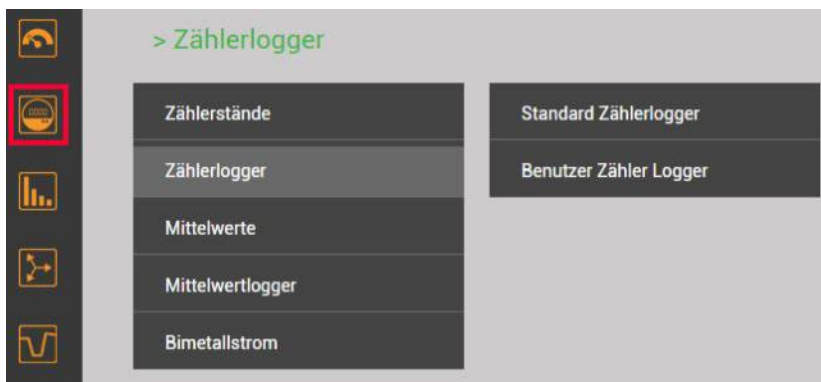 > Zählerlogger
Zählerstände
Zählerlogger
Mittelwerte
Mittelwertlogger
Bimetallstrom
Standard Zählerlogger
Benutzer Zähler Logger